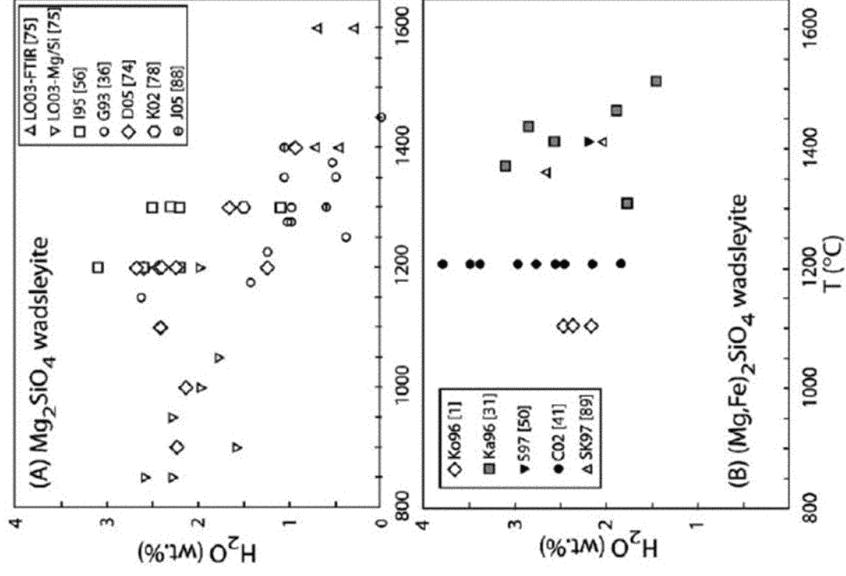 (A) Mg2SiO4 wadsleyite
LO03-FTIR [75]
LO03-Mg/Si [75]
I95 [56]
G93 [36]
D05 [74]
K02 [78]
J05 [88]
H2O (wt.%)
4
3
2
1
0
800
1000
1200
1400
1600
(B) (Mg,Fe)2SiO4 wadsleyite
Ko96 [1]
Ka96 [31]
S97 [50]
C02 [41]
SK97 [89]
H2O (wt.%)
4
3
2
1
800
1000
1200
1400
1600
T (°C)